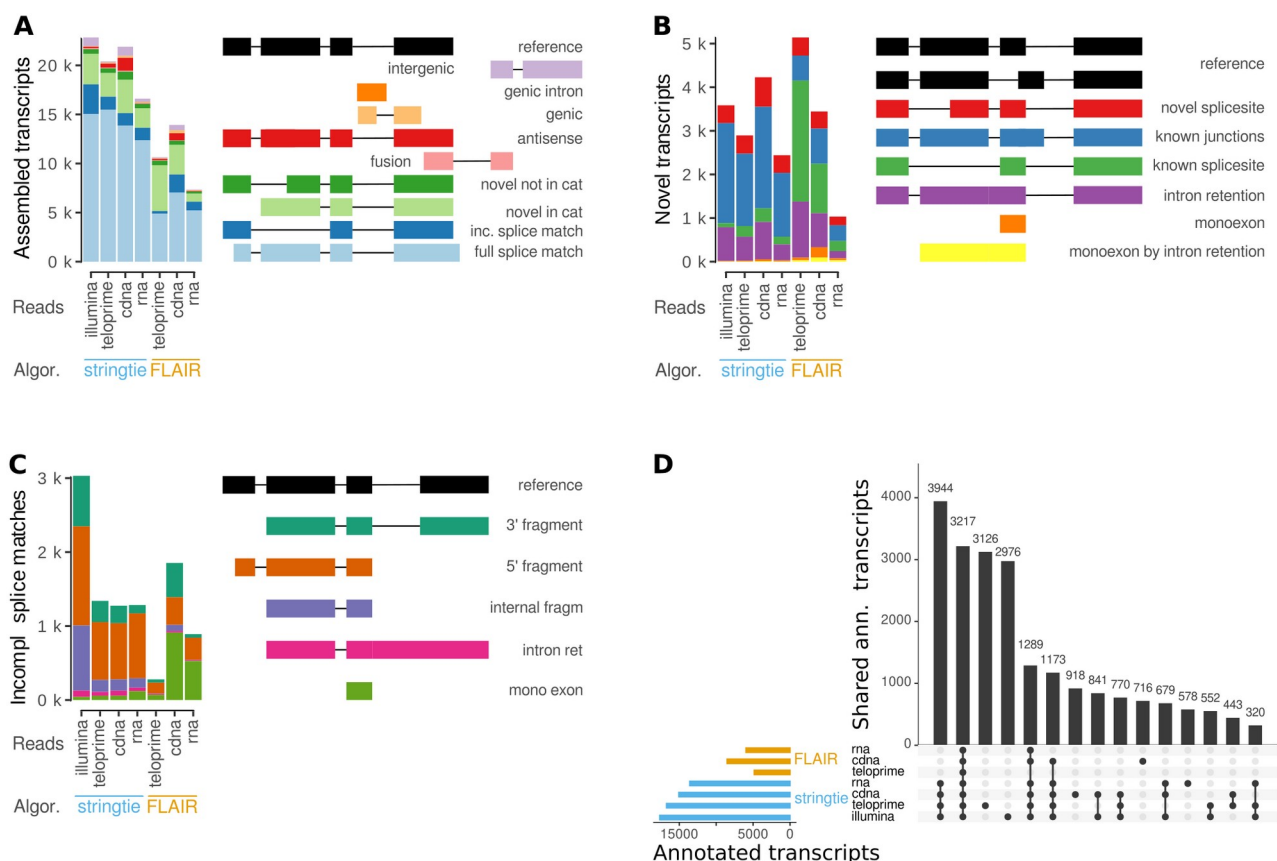 A
Assembled transcripts
20 k
15 k
10 k
5 k
0 k
Reads
illumina
teloprime
cdna
rna
teloprime
cdna
rna
Algor.
stringtie
FLAIR
reference
intergenic
genic intron
genic
antisense
fusion
novel not in cat
novel in cat
inc. splice match
full splice match
B
Novel transcripts
5 k
4 k
3 k
2 k
1 k
0 k
Reads
illumina
teloprime
cdna
rna
teloprime
cdna
rna
Algor.
stringtie
FLAIR
reference
novel splicesite
known junctions
known splicesite
intron retention
monoexon
monoexon by intron retention
C
Incompl splice matches
3 k
2 k
1 k
0 k
Reads
illumina
teloprime
cdna
rna
teloprime
cdna
rna
Algor.
stringtie
FLAIR
reference
3' fragment
5' fragment
internal fragm
intron ret
mono exon
D
Shared ann. transcripts
4000
3000
2000
1000
0
3944
3217
3126
2976
1289
1173
918
841
770
716
679
578
552
443
320
FLAIR
stringtie
rna
cdna
teloprime
rna
cdna
teloprime
illumina
15000
5000
0
Annotated transcripts